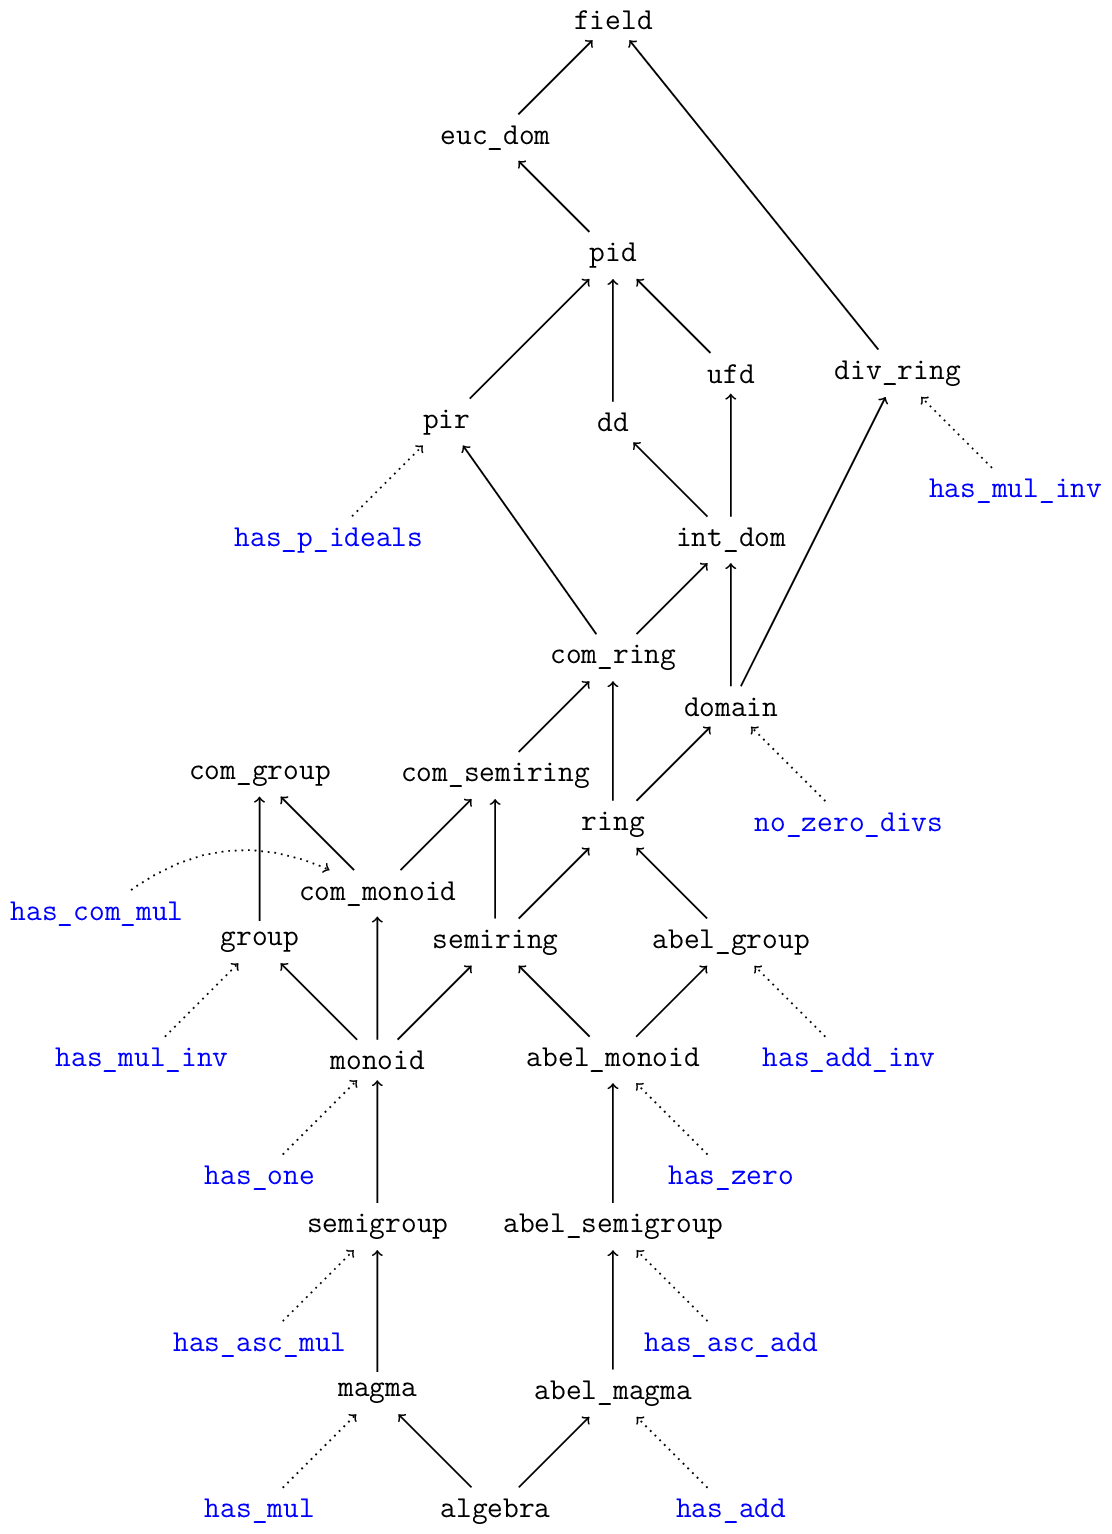 field
euc_dom
pid
ufd
div_ring
pir
dd
has_mul_inv
has_p_ideals
int_dom
com_ring
domain
com_group
com_semiring
ring
no_zero_divs
com_monoid
has_com_mul
group
semiring
abel_group
has_mul_inv
monoid
abel_monoid
has_add_inv
has_one
has_zero
semigroup
abel_semigroup
has_asc_mul
has_asc_add
magma
abel_magma
has_mul
algebra
has_add